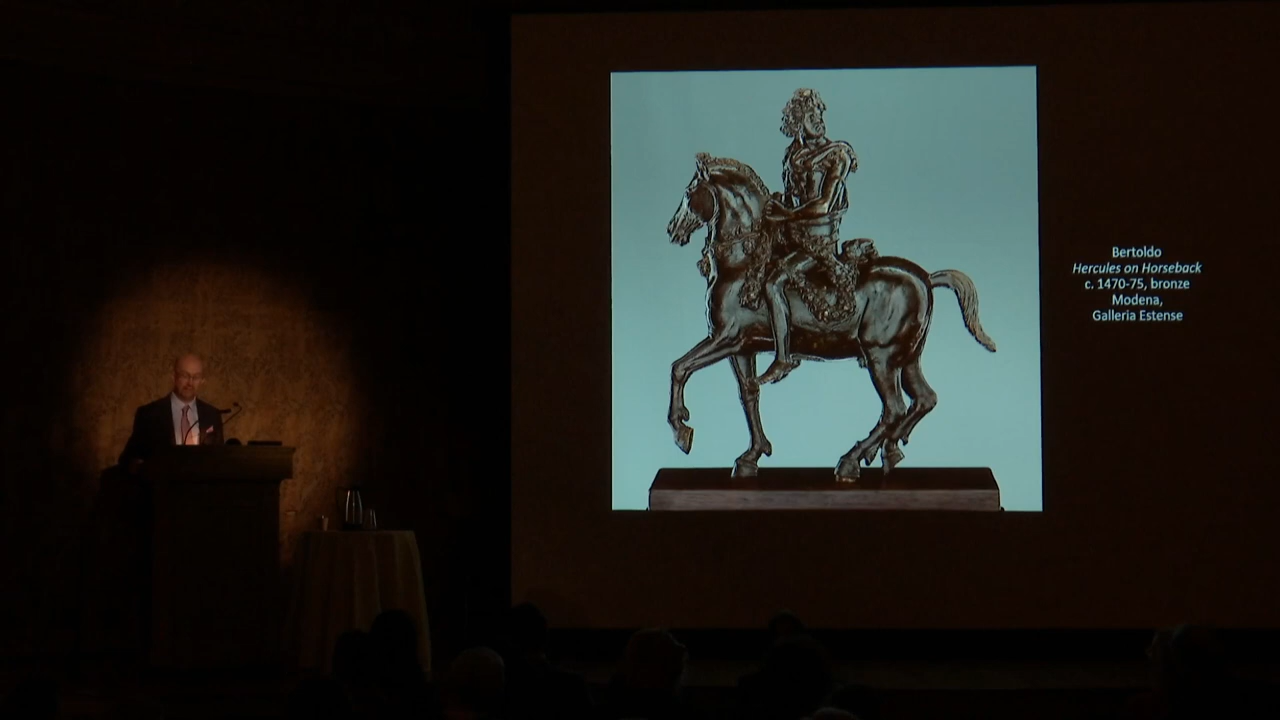 Bertoldo
Hercules on Horseback
c. 1470-75, bronze
Modena,
Galleria Estense